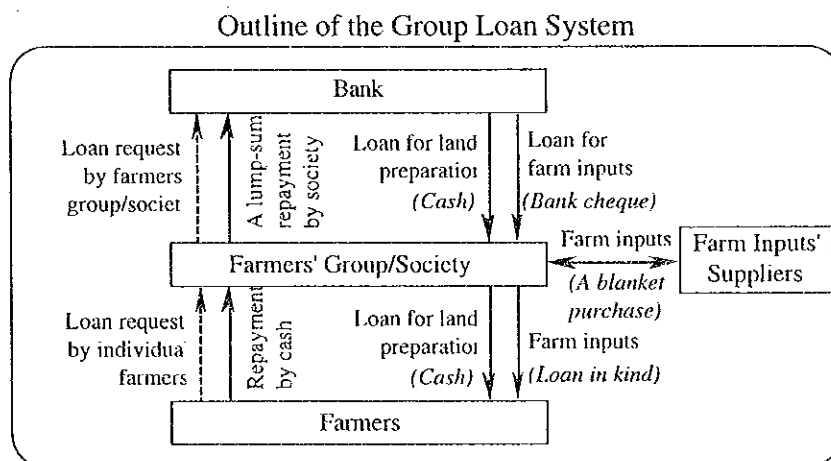 Outline of the Group Loan System
Bank
Loan request
by farmers
group/societ
A lump-sum
repayment
by society
Loan for land
preparation
(Cash)
Loan for
farm inputs
(Bank cheque)
Farmers' Group/Society
Farm inputs
(A blanket
purchase)
Farm Inputs'
Suppliers
Loan request
by individua
farmers
Repayment
by cash
Loan for land
preparation
(Cash)
Farm inputs
(Loan in kind)
Farmers